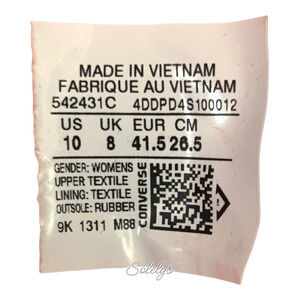 MADE IN VIETNAM
FABRIQUE AU VIETNAM
542431C 4DDPD4S100012
US UK EUR CM
10 8 41.5 26.5
GENDER: WOMENS
UPPER: TEXTILE
LINING: TEXTILE
OUTSOLE: RUBBER
9K 1311 M88
CONVERSE
Solelys